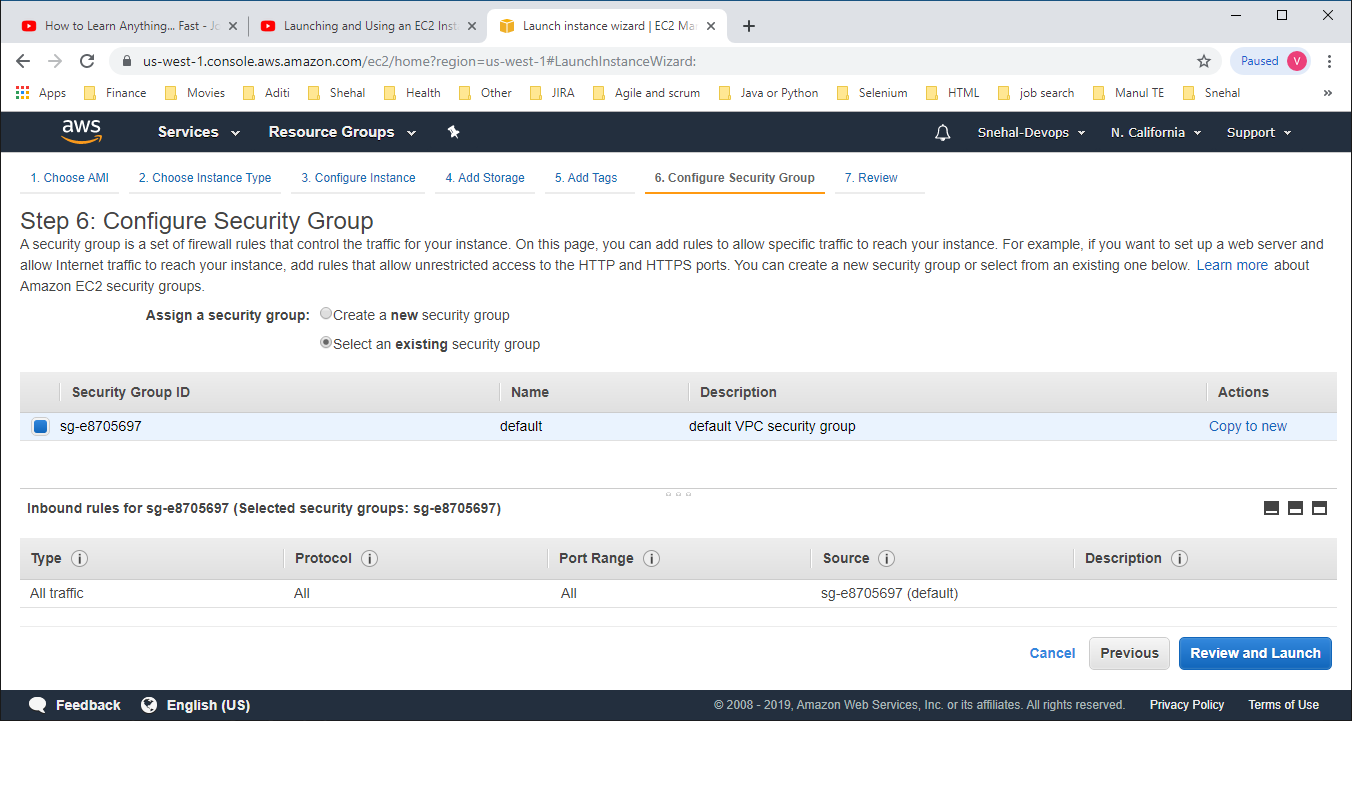 How to Learn Anything... Fast - Jo
Launching and Using an EC2 Inst
Launch instance wizard | EC2 Ma
us-west-1.console.aws.amazon.com/ec2/home?region=us-west-1#LaunchInstanceWizard:
Paused V
Apps Finance Movies Aditi Shehal Health Other JIRA Agile and scrum Java or Python Selenium HTML job search Manul TE Snehal »
aws Services Resource Groups Snehal-Devops N. California Support
1. Choose AMI 2. Choose Instance Type 3. Configure Instance 4. Add Storage 5. Add Tags 6. Configure Security Group 7. Review
Step 6: Configure Security Group
A security group is a set of firewall rules that control the traffic for your instance. On this page, you can add rules to allow specific traffic to reach your instance. For example, if you want to set up a web server and
allow Internet traffic to reach your instance, add rules that allow unrestricted access to the HTTP and HTTPS ports. You can create a new security group or select from an existing one below. Learn more about
Amazon EC2 security groups.
Assign a security group: Create a new security group
Select an existing security group
Security Group ID Name Description Actions
sg-e8705697 default default VPC security group Copy to new
Inbound rules for sg-e8705697 (Selected security groups: sg-e8705697)
Type i Protocol i Port Range i Source i Description i
All traffic All All sg-e8705697 (default)
Cancel Previous Review and Launch
Feedback English (US) © 2008 - 2019, Amazon Web Services, Inc. or its affiliates. All rights reserved. Privacy Policy Terms of Use